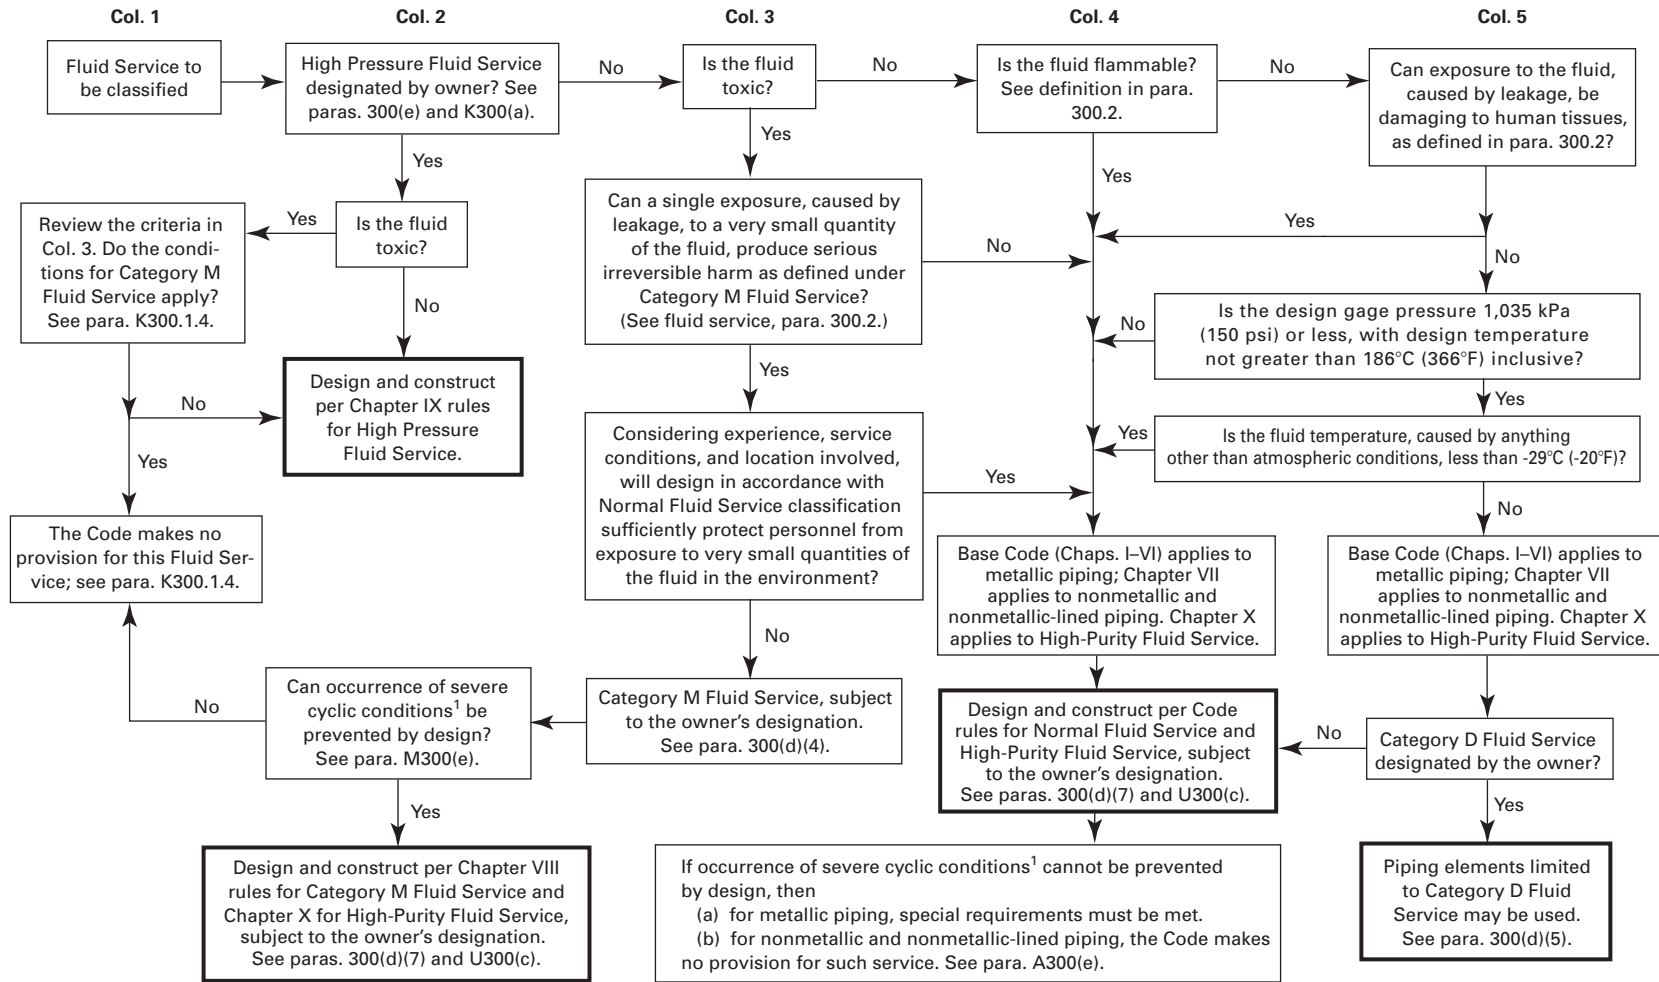 Col. 1
Col. 2
Col. 3
Col. 4
Col. 5
Fluid Service to
be classified
High Pressure Fluid Service
designated by owner? See
paras. 300(e) and K300(a).
No
Is the fluid
toxic?
No
Is the fluid flammable?
See definition in para.
300.2.
No
Can exposure to the fluid,
caused by leakage, be
damaging to human tissues,
as defined in para. 300.2?
Yes
Yes
Yes
Review the criteria in
Col. 3. Do the condi-
tions for Category M
Fluid Service apply?
See para. K300.1.4.
Yes
Is the fluid
toxic?
Can a single exposure, caused by
leakage, to a very small quantity
of the fluid, produce serious
irreversible harm as defined under
Category M Fluid Service?
(See fluid service, para. 300.2.)
No
Yes
No
No
Is the design gage pressure 1,035 kPa
(150 psi) or less, with design temperature
not greater than 186°C (366°F) inclusive?
No
Yes
Yes
Design and construct
per Chapter IX rules
for High Pressure
Fluid Service.
No
Yes
Considering experience, service
conditions, and location involved,
will design in accordance with
Normal Fluid Service classification
sufficiently protect personnel from
exposure to very small quantities of
the fluid in the environment?
Yes
Is the fluid temperature, caused by anything
other than atmospheric conditions, less than -29°C (-20°F)?
Yes
No
The Code makes no
provision for this Fluid Ser-
vice; see para. K300.1.4.
Base Code (Chaps. I–VI) applies to
metallic piping; Chapter VII
applies to nonmetallic and
nonmetallic-lined piping. Chapter X
applies to High-Purity Fluid Service.
Base Code (Chaps. I–VI) applies to
metallic piping; Chapter VII
applies to nonmetallic and
nonmetallic-lined piping. Chapter X
applies to High-Purity Fluid Service.
No
No
Can occurrence of severe
cyclic conditions1 be
prevented by design?
See para. M300(e).
Category M Fluid Service, subject
to the owner's designation.
See para. 300(d)(4).
Design and construct per Code
rules for Normal Fluid Service and
High-Purity Fluid Service, subject
to the owner's designation.
See paras. 300(d)(7) and U300(c).
No
Category D Fluid Service
designated by the owner?
Yes
Yes
Design and construct per Chapter VIII
rules for Category M Fluid Service and
Chapter X for High-Purity Fluid Service,
subject to the owner's designation.
See paras. 300(d)(7) and U300(c).
If occurrence of severe cyclic conditions1 cannot be prevented
by design, then
(a) for metallic piping, special requirements must be met.
(b) for nonmetallic and nonmetallic-lined piping, the Code makes
no provision for such service. See para. A300(e).
Piping elements limited
to Category D Fluid
Service may be used.
See para. 300(d)(5).